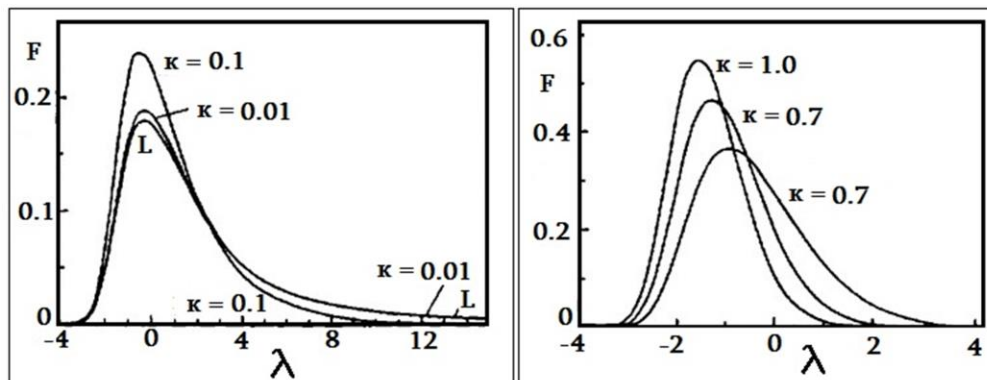 F
κ = 0.1
0.2
κ = 0.01
L
0.1
κ = 0.01
L
κ = 0.1
0
-4 0 4 8 12
λ
0.6
κ = 1.0
F
κ = 0.7
0.4
κ = 0.7
0.2
0
-4 -2 0 2 4
λ